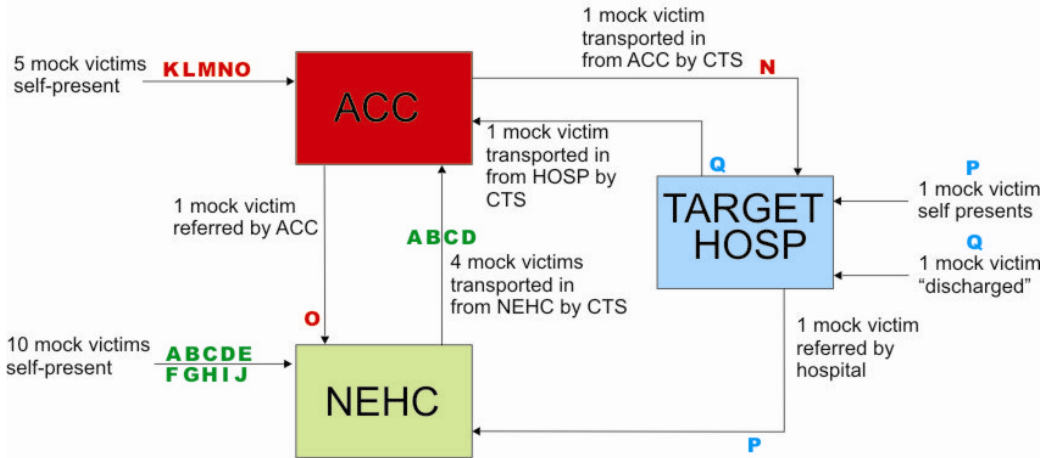 5 mock victims
self-present
KLMNO
ACC
1 mock victim
transported in
from ACC by CTS
N
1 mock victim
transported in
from HOSP by
CTS
Q
P
1 mock victim
self presents
Q
1 mock victim
“discharged”
TARGET
HOSP
1 mock victim
referred by ACC
ABCD
4 mock victims
transported in
from NEHC by CTS
O
10 mock victims
self-present
ABCDE
FGHIJ
NEHC
1 mock victim
referred by
hospital
P